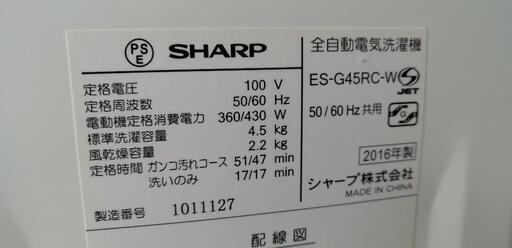 PS E SHARP
全自動電気洗濯機
ES-G45RC-W S JET
50/60Hz共用 G
定格電圧 100 V
定格周波数 50/60 Hz
電動機定格消費電力 360/430 W
標準洗濯容量 4.5 kg
風乾燥容量 2.2 kg
定格時間 ガンコ汚れコース 51/47 min
洗いのみ 17/17 min
2016年製
シャープ株式会社
MADE IN CHINA
製造番号 1011127
配線図